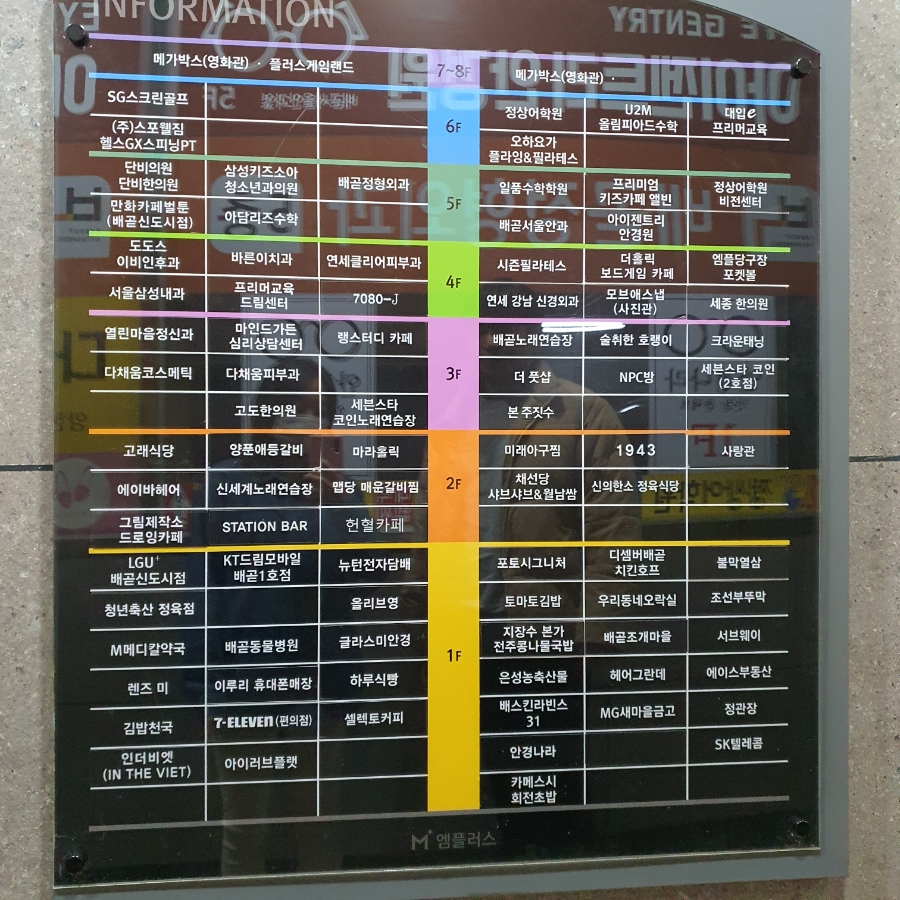 INFORMATION
메가박스(영화관) · 플러스게임랜드 7~8F 메가박스(영화관) ·
SG스크린골프 정상어학원 U2M 올림피아드수학 대입e 프리머교육
6F
(주)스포웰짐 헬스GX스피닝PT 오하요가 플라잉&필라테스
단비의원 단비한의원 삼성키즈소아 청소년과의원 배곧정형외과 일품수학학원 프리미엄 키즈카페 앨빈 정상어학원 비전센터
5F
만화카페벌툰 (배곧신도시점) 아담리즈수학 배곧서울안과 아이젠트리 안경원
도도스 이비인후과 바른이치과 연세클리어피부과 시즌필라테스 더홀릭 보드게임 카페 엠플당구장 포켓볼
4F
서울삼성내과 프리머교육 드림센터 7080-J 연세 강남 신경외과 모브애스냅 (사진관) 세종 한의원
열린마을정신과 마인드가든 심리상담센터 랭스터디 카페 배곧노래연습장 술취한 호랭이 크라운태닝
다채움코스메틱 다채움피부과 3F 더 풋샵 NPC방 세븐스타 코인 (2호점)
고도한의원 세븐스타 코인노래연습장 본주짓수
고래식당 양푼애등갈비 마라홀릭 미래아구찜 1943 사랑관
에이바헤어 신세계노래연습장 맵당 매운갈비찜 2F 채선당 샤브샤브&월남쌈 신의한소 정육식당
그림제작소 드로잉카페 STATION BAR 헌혈카페
LGU+ 배곧신도시점 KT드림모바일 배곧1호점 뉴턴전자담배 포토시그니처 디셈버배곧 치킨호프 불막열삼
청년축산 정육점 올리브영 토마토김밥 우리동네오락실 조선부뚜막
M메디칼약국 배곧동물병원 글라스미안경 1F 지장수 본가 전주콩나물국밥 배곧조개마을 서브웨이
렌즈 미 이루리 휴대폰매장 하루식빵 은성농축산물 헤어그란데 에이스부동산
김밥천국 7-ELEVEn(편의점) 셀렉토커피 배스킨라빈스 31 MG새마을금고 정관장
인더비엣 (IN THE VIET) 아이러브플랫 안경나라 SK텔레콤
카메스시 회전초밥
M+ 엠플러스